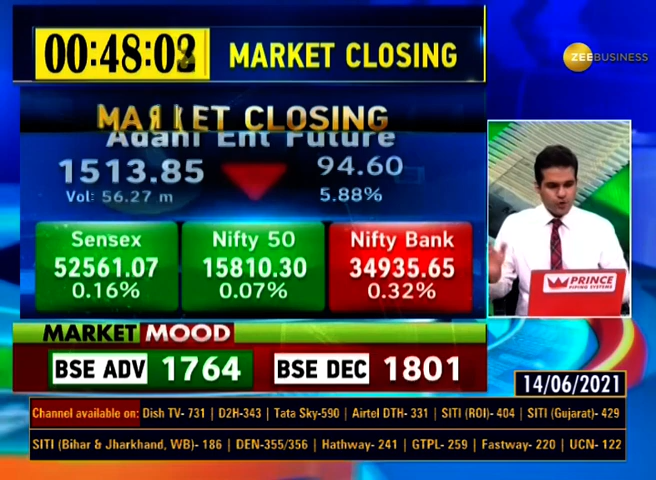 00:48:02
MARKET CLOSING
ZEEBUSINESS
MARKET CLOSING
Adani Ent Future
1513.85
94.60
Vol: 56.27 m
5.88%
Sensex
52561.07
0.16%
Nifty 50
15810.30
0.07%
Nifty Bank
34935.65
0.32%
PRINCE
PIPING SYSTEMS
MARKET MOOD
BSE ADV 1764
BSE DEC 1801
14/06/2021
Channel available on: Dish TV- 731 | D2H-343 | Tata Sky-590 | Airtel DTH- 331 | SITI (ROI)- 404 | SITI (Gujarat)- 429
SITI (Bihar & Jharkhand, WB)- 186 | DEN-355/356 | Hathway- 241 | GTPL- 259 | Fastway- 220 | UCN- 122